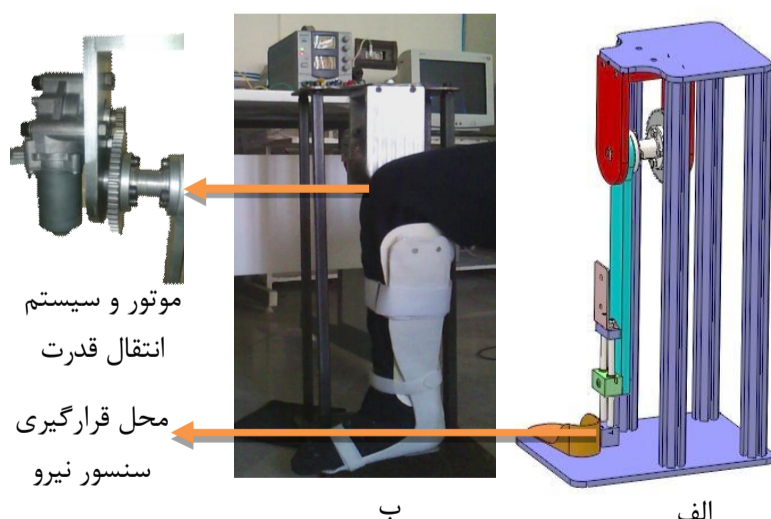 موتور و سیستم
انتقال قدرت
محل قرارگیری
سنسور نیرو
الف
ب